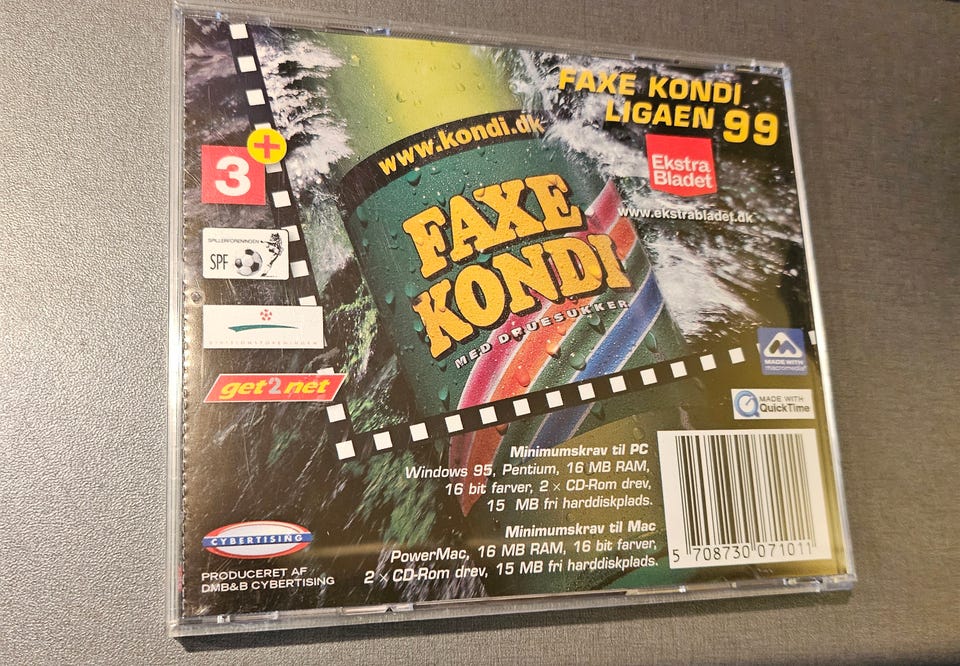 FAXE KONDI
LIGAEN 99
Ekstra
Bladet
www.ekstrabladet.dk
3+
SPILLERFORENINGEN
SPF
DIVISIONSFORENINGEN
get2net
www.kondi.dk
FAXE
KONDI
MED DRUESUKKER
MADE WITH
macromedia
MADE WITH
QuickTime
Minimumskrav til PC
Windows 95, Pentium, 16 MB RAM,
16 bit farver, 2 x CD-Rom drev,
15 MB fri harddiskplads.
Minimumskrav til Mac
PowerMac, 16 MB RAM, 16 bit farver,
2 x CD-Rom drev, 15 MB fri harddiskplads.
5 708730 071011
CYBERTISING
PRODUCERET AF
DMB&B CYBERTISING